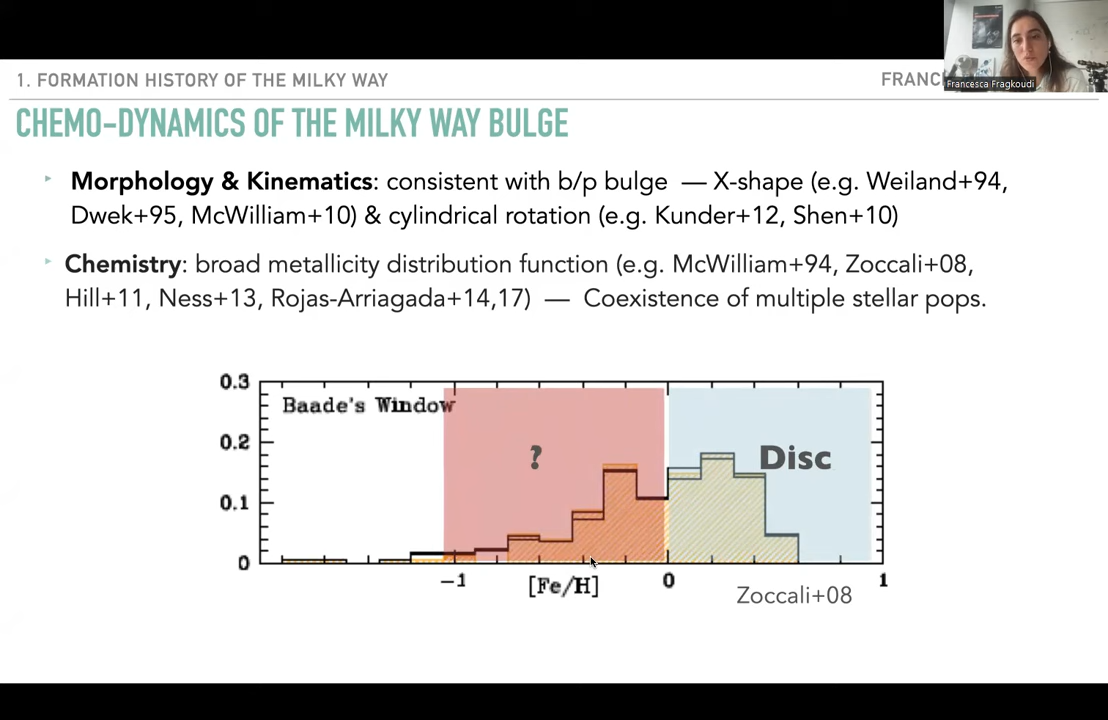 1. FORMATION HISTORY OF THE MILKY WAY
FRANC
Francesca Fragkoudi
CHEMO-DYNAMICS OF THE MILKY WAY BULGE
‣ Morphology & Kinematics: consistent with b/p bulge — X-shape (e.g. Weiland+94,
Dwek+95, McWilliam+10) & cylindrical rotation (e.g. Kunder+12, Shen+10)
‣ Chemistry: broad metallicity distribution function (e.g. McWilliam+94, Zoccali+08,
Hill+11, Ness+13, Rojas-Arriagada+14,17) — Coexistence of multiple stellar pops.
0.3
Baade's Window
0.2
?
Disc
0.1
0
−1
[Fe/H]
0
1
Zoccali+08